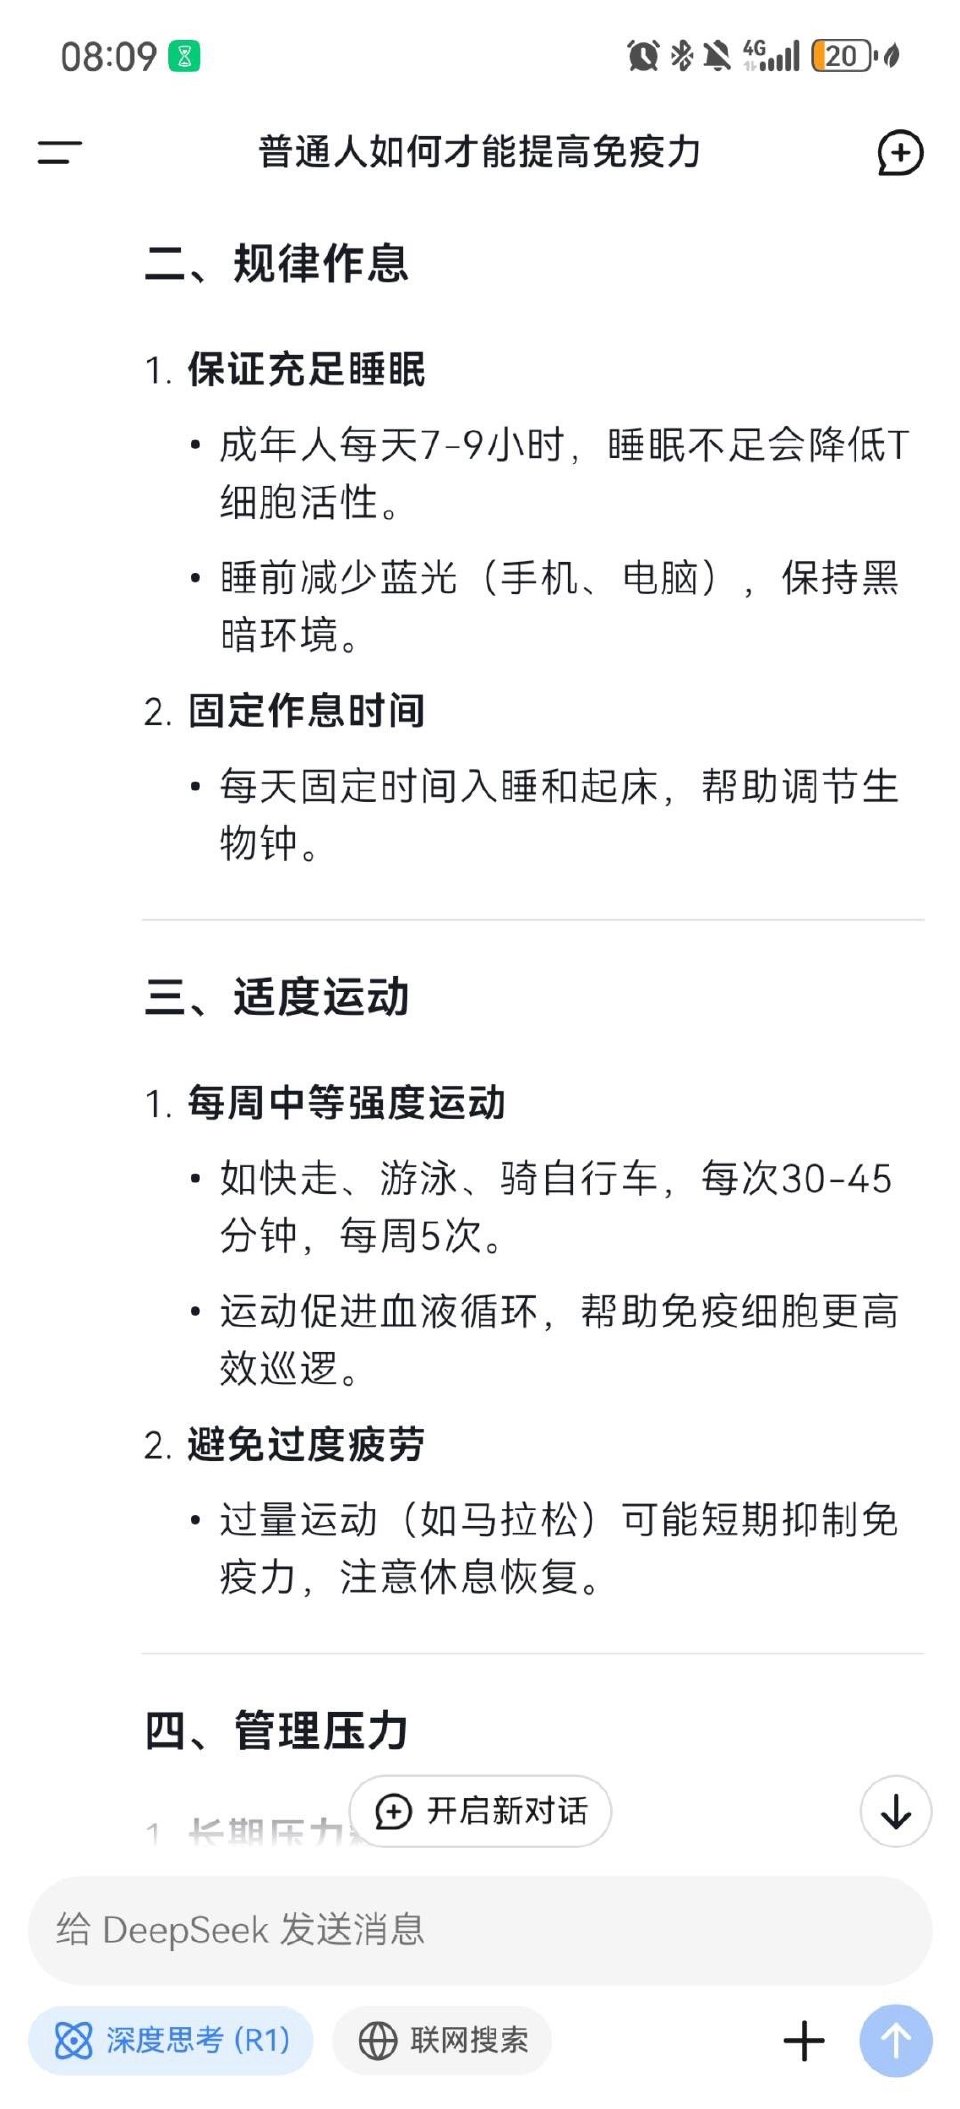 08:09
4G
20
普通人如何才能提高免疫力
二、规律作息
1. 保证充足睡眠
• 成年人每天7-9小时，睡眠不足会降低T
细胞活性。
• 睡前减少蓝光（手机、电脑），保持黑
暗环境。
2. 固定作息时间
• 每天固定时间入睡和起床，帮助调节生
物钟。
三、适度运动
1. 每周中等强度运动
• 如快走、游泳、骑自行车，每次30-45
分钟，每周5次。
• 运动促进血液循环，帮助免疫细胞更高
效巡逻。
2. 避免过度疲劳
• 过量运动（如马拉松）可能短期抑制免
疫力，注意休息恢复。
四、管理压力
1. 长期压力
开启新对话
给 DeepSeek 发送消息
深度思考 (R1)
联网搜索